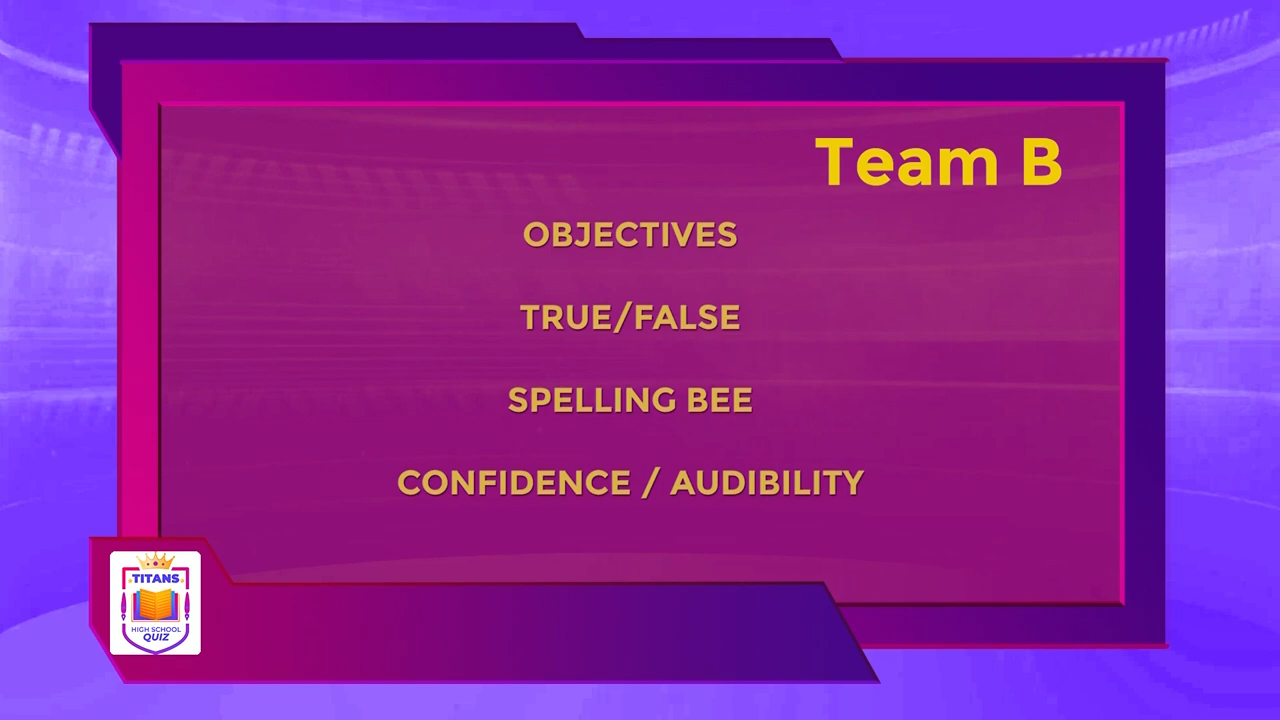 Team B
OBJECTIVES
TRUE/FALSE
SPELLING BEE
CONFIDENCE / AUDIBILITY
TITANS
HIGH SCHOOL
QUIZ